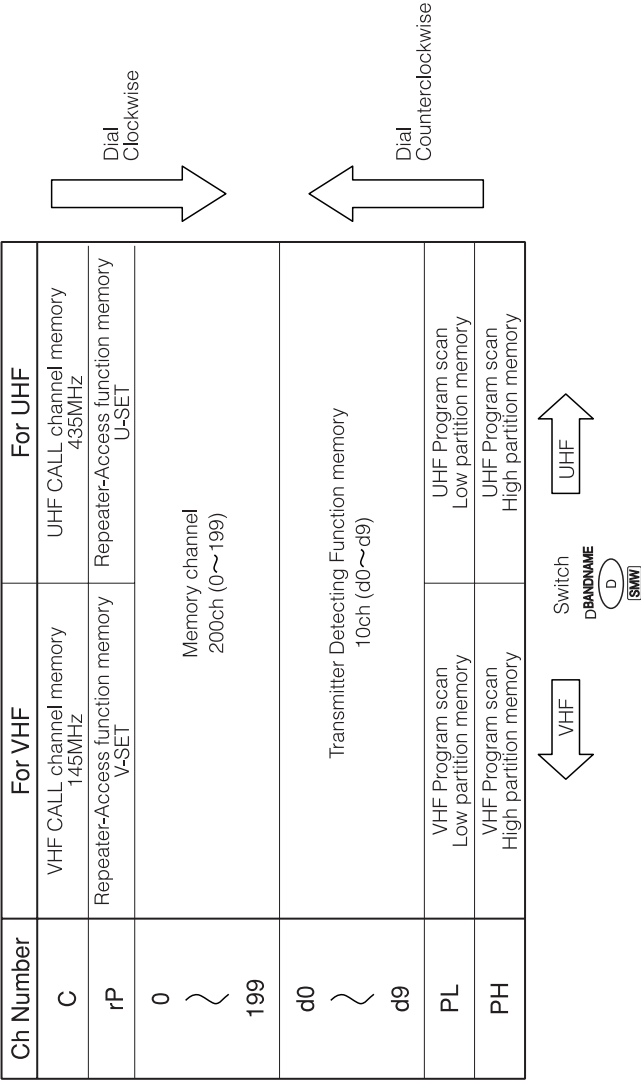 Ch Number For VHF For UHF
C VHF CALL channel memory UHF CALL channel memory
145MHz 435MHz
rP Repeater-Access function memory Repeater-Access function memory
V-SET U-SET
0 Memory channel
〜 200ch (0〜199)
199
d0 Transmitter Detecting Function memory
〜 10ch (d0〜d9)
d9
PL VHF Program scan UHF Program scan
Low partition memory Low partition memory
PH VHF Program scan UHF Program scan
High partition memory High partition memory
Dial
Clockwise
Dial
Counterclockwise
VHF Switch UHF
DBANDNAME
D
SMW